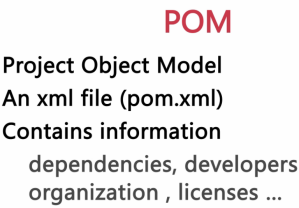 POM
Project Object Model
An xml file (pom.xml)
Contains information
dependencies, developers
organization , licenses ...